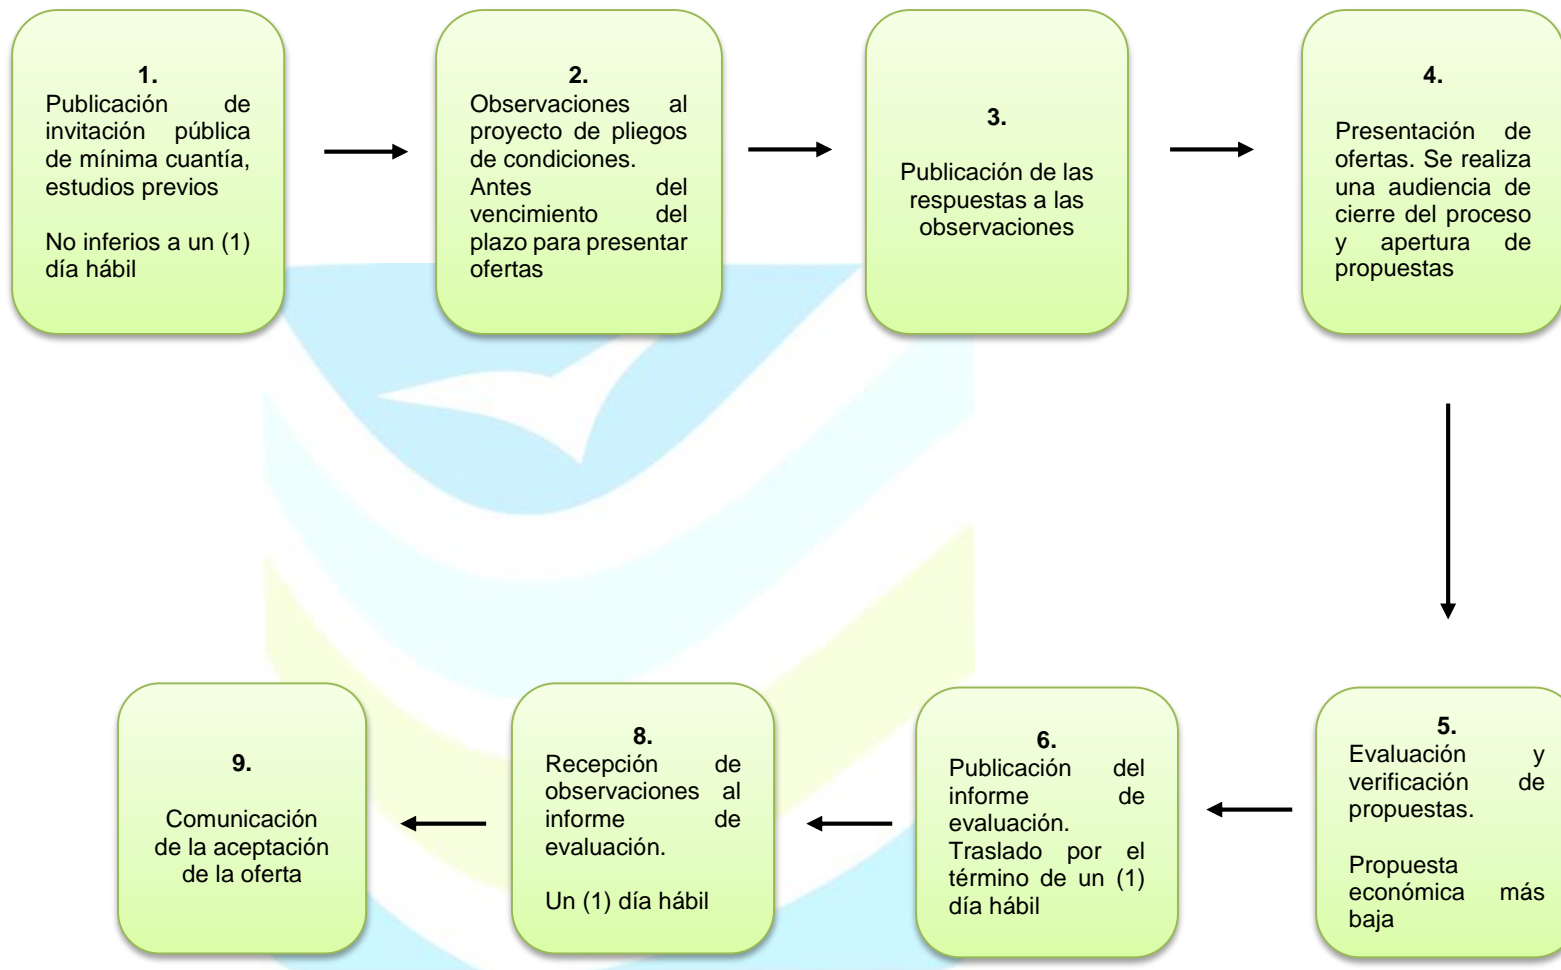 1.
Publicación de
invitación pública
de mínima cuantía,
estudios previos
No inferios a un (1)
día hábil
2.
Observaciones al
proyecto de pliegos
de condiciones.
Antes del
vencimiento del
plazo para presentar
ofertas
3.
Publicación de las
respuestas a las
observaciones
4.
Presentación de
ofertas. Se realiza
una audiencia de
cierre del proceso
y apertura de
propuestas
5.
Evaluación y
verificación de
propuestas.
Propuesta
económica más
baja
6.
Publicación del
informe de
evaluación.
Traslado por el
término de un (1)
día hábil
8.
Recepción de
observaciones al
informe de
evaluación.
Un (1) día hábil
9.
Comunicación
de la aceptación
de la oferta